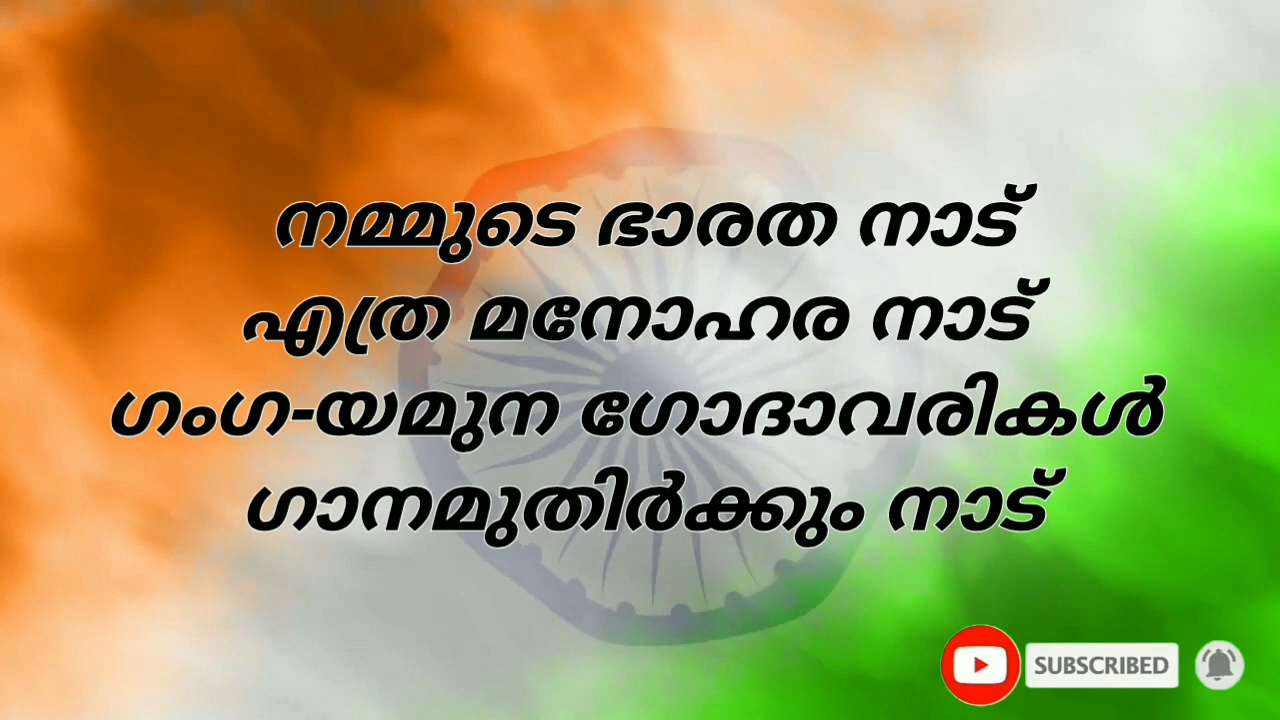 നമ്മുടെ ഭാരത നാട്
എത്ര മനോഹര നാട്
ഗംഗ-യമുന ഗോദാവരികൾ
ഗാനമുതിർക്കും നാട്
SUBSCRIBED